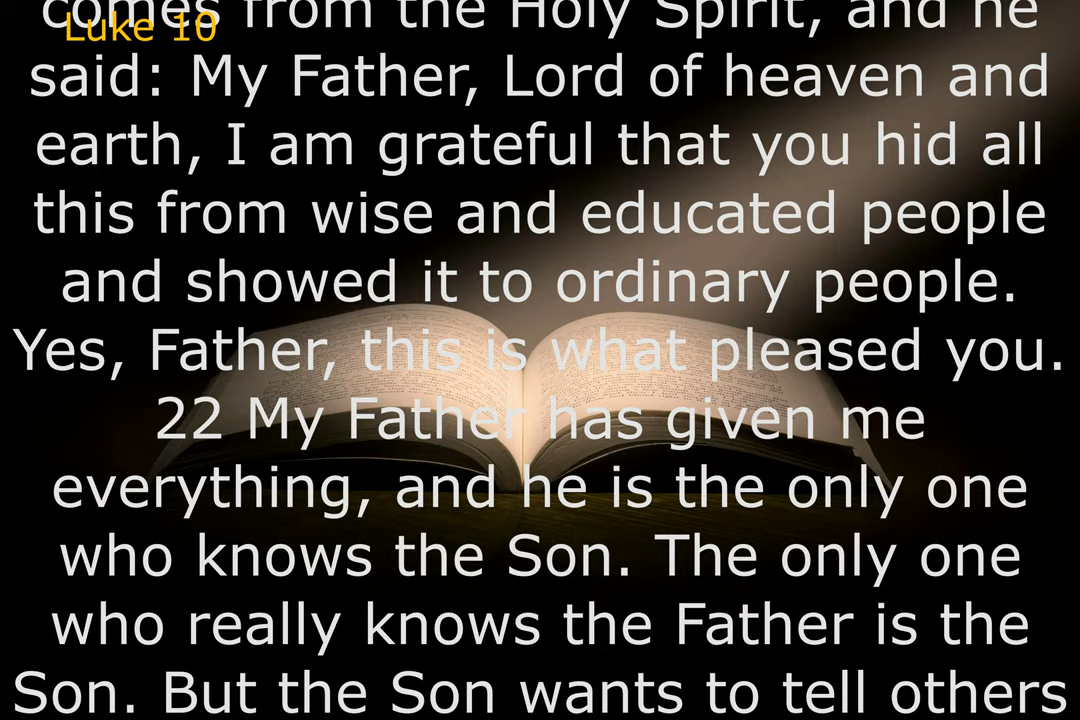 comes from the Holy Spirit, and he
Luke 10
said: My Father, Lord of heaven and
earth, I am grateful that you hid all
this from wise and educated people
and showed it to ordinary people.
Yes, Father, this is what pleased you.
22 My Father has given me
everything, and he is the only one
who knows the Son. The only one
who really knows the Father is the
Son. But the Son wants to tell others